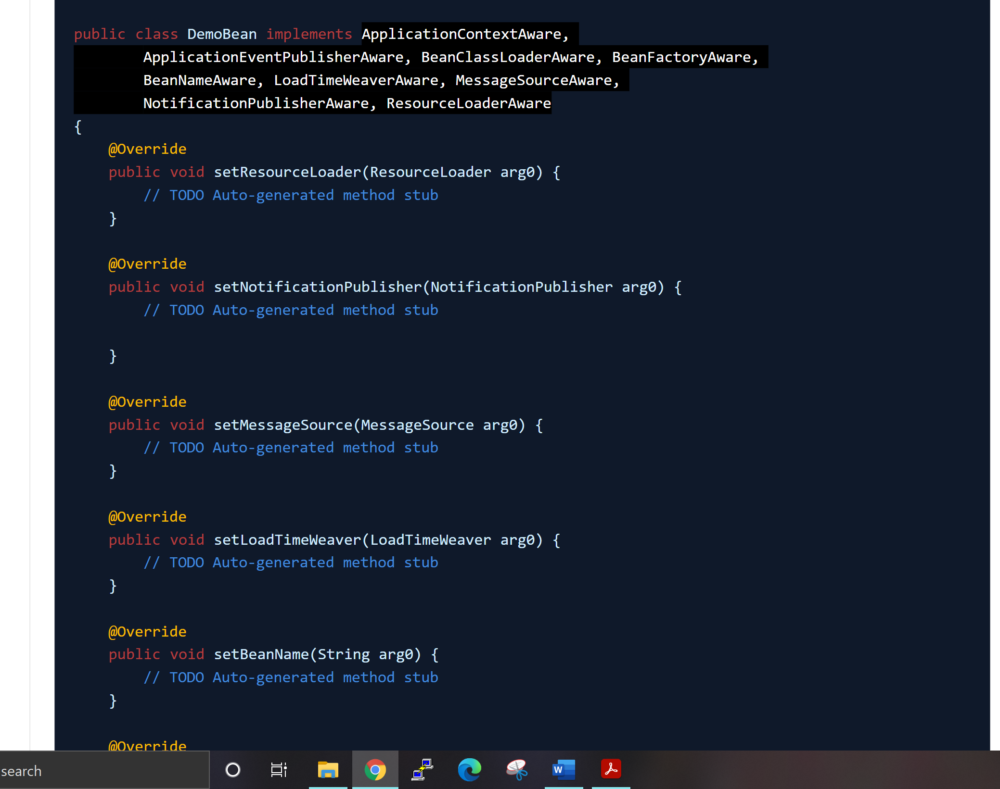 public class DemoBean implements ApplicationContextAware,
        ApplicationEventPublisherAware, BeanClassLoaderAware, BeanFactoryAware,
        BeanNameAware, LoadTimeWeaverAware, MessageSourceAware,
        NotificationPublisherAware, ResourceLoaderAware
{
    @Override
    public void setResourceLoader(ResourceLoader arg0) {
        // TODO Auto-generated method stub
    }
    @Override
    public void setNotificationPublisher(NotificationPublisher arg0) {
        // TODO Auto-generated method stub
    }
    @Override
    public void setMessageSource(MessageSource arg0) {
        // TODO Auto-generated method stub
    }
    @Override
    public void setLoadTimeWeaver(LoadTimeWeaver arg0) {
        // TODO Auto-generated method stub
    }
    @Override
    public void setBeanName(String arg0) {
        // TODO Auto-generated method stub
    }
    @Override
search
W